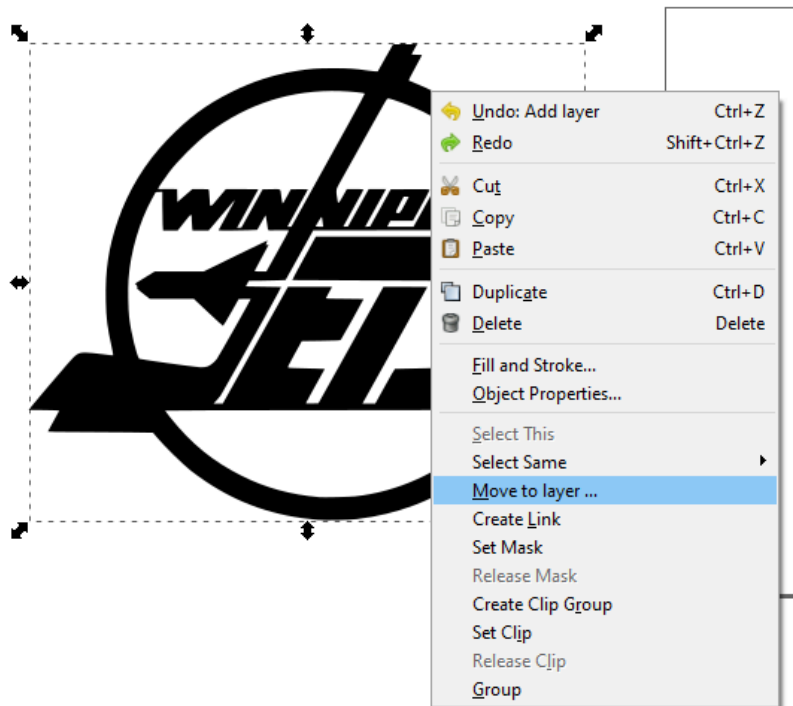 WINNIP
JETS
Undo: Add layer Ctrl+Z
Redo Shift+Ctrl+Z
Cut Ctrl+X
Copy Ctrl+C
Paste Ctrl+V
Duplicate Ctrl+D
Delete Delete
Fill and Stroke...
Object Properties...
Select This
Select Same
Move to layer ...
Create Link
Set Mask
Release Mask
Create Clip Group
Set Clip
Release Clip
Group